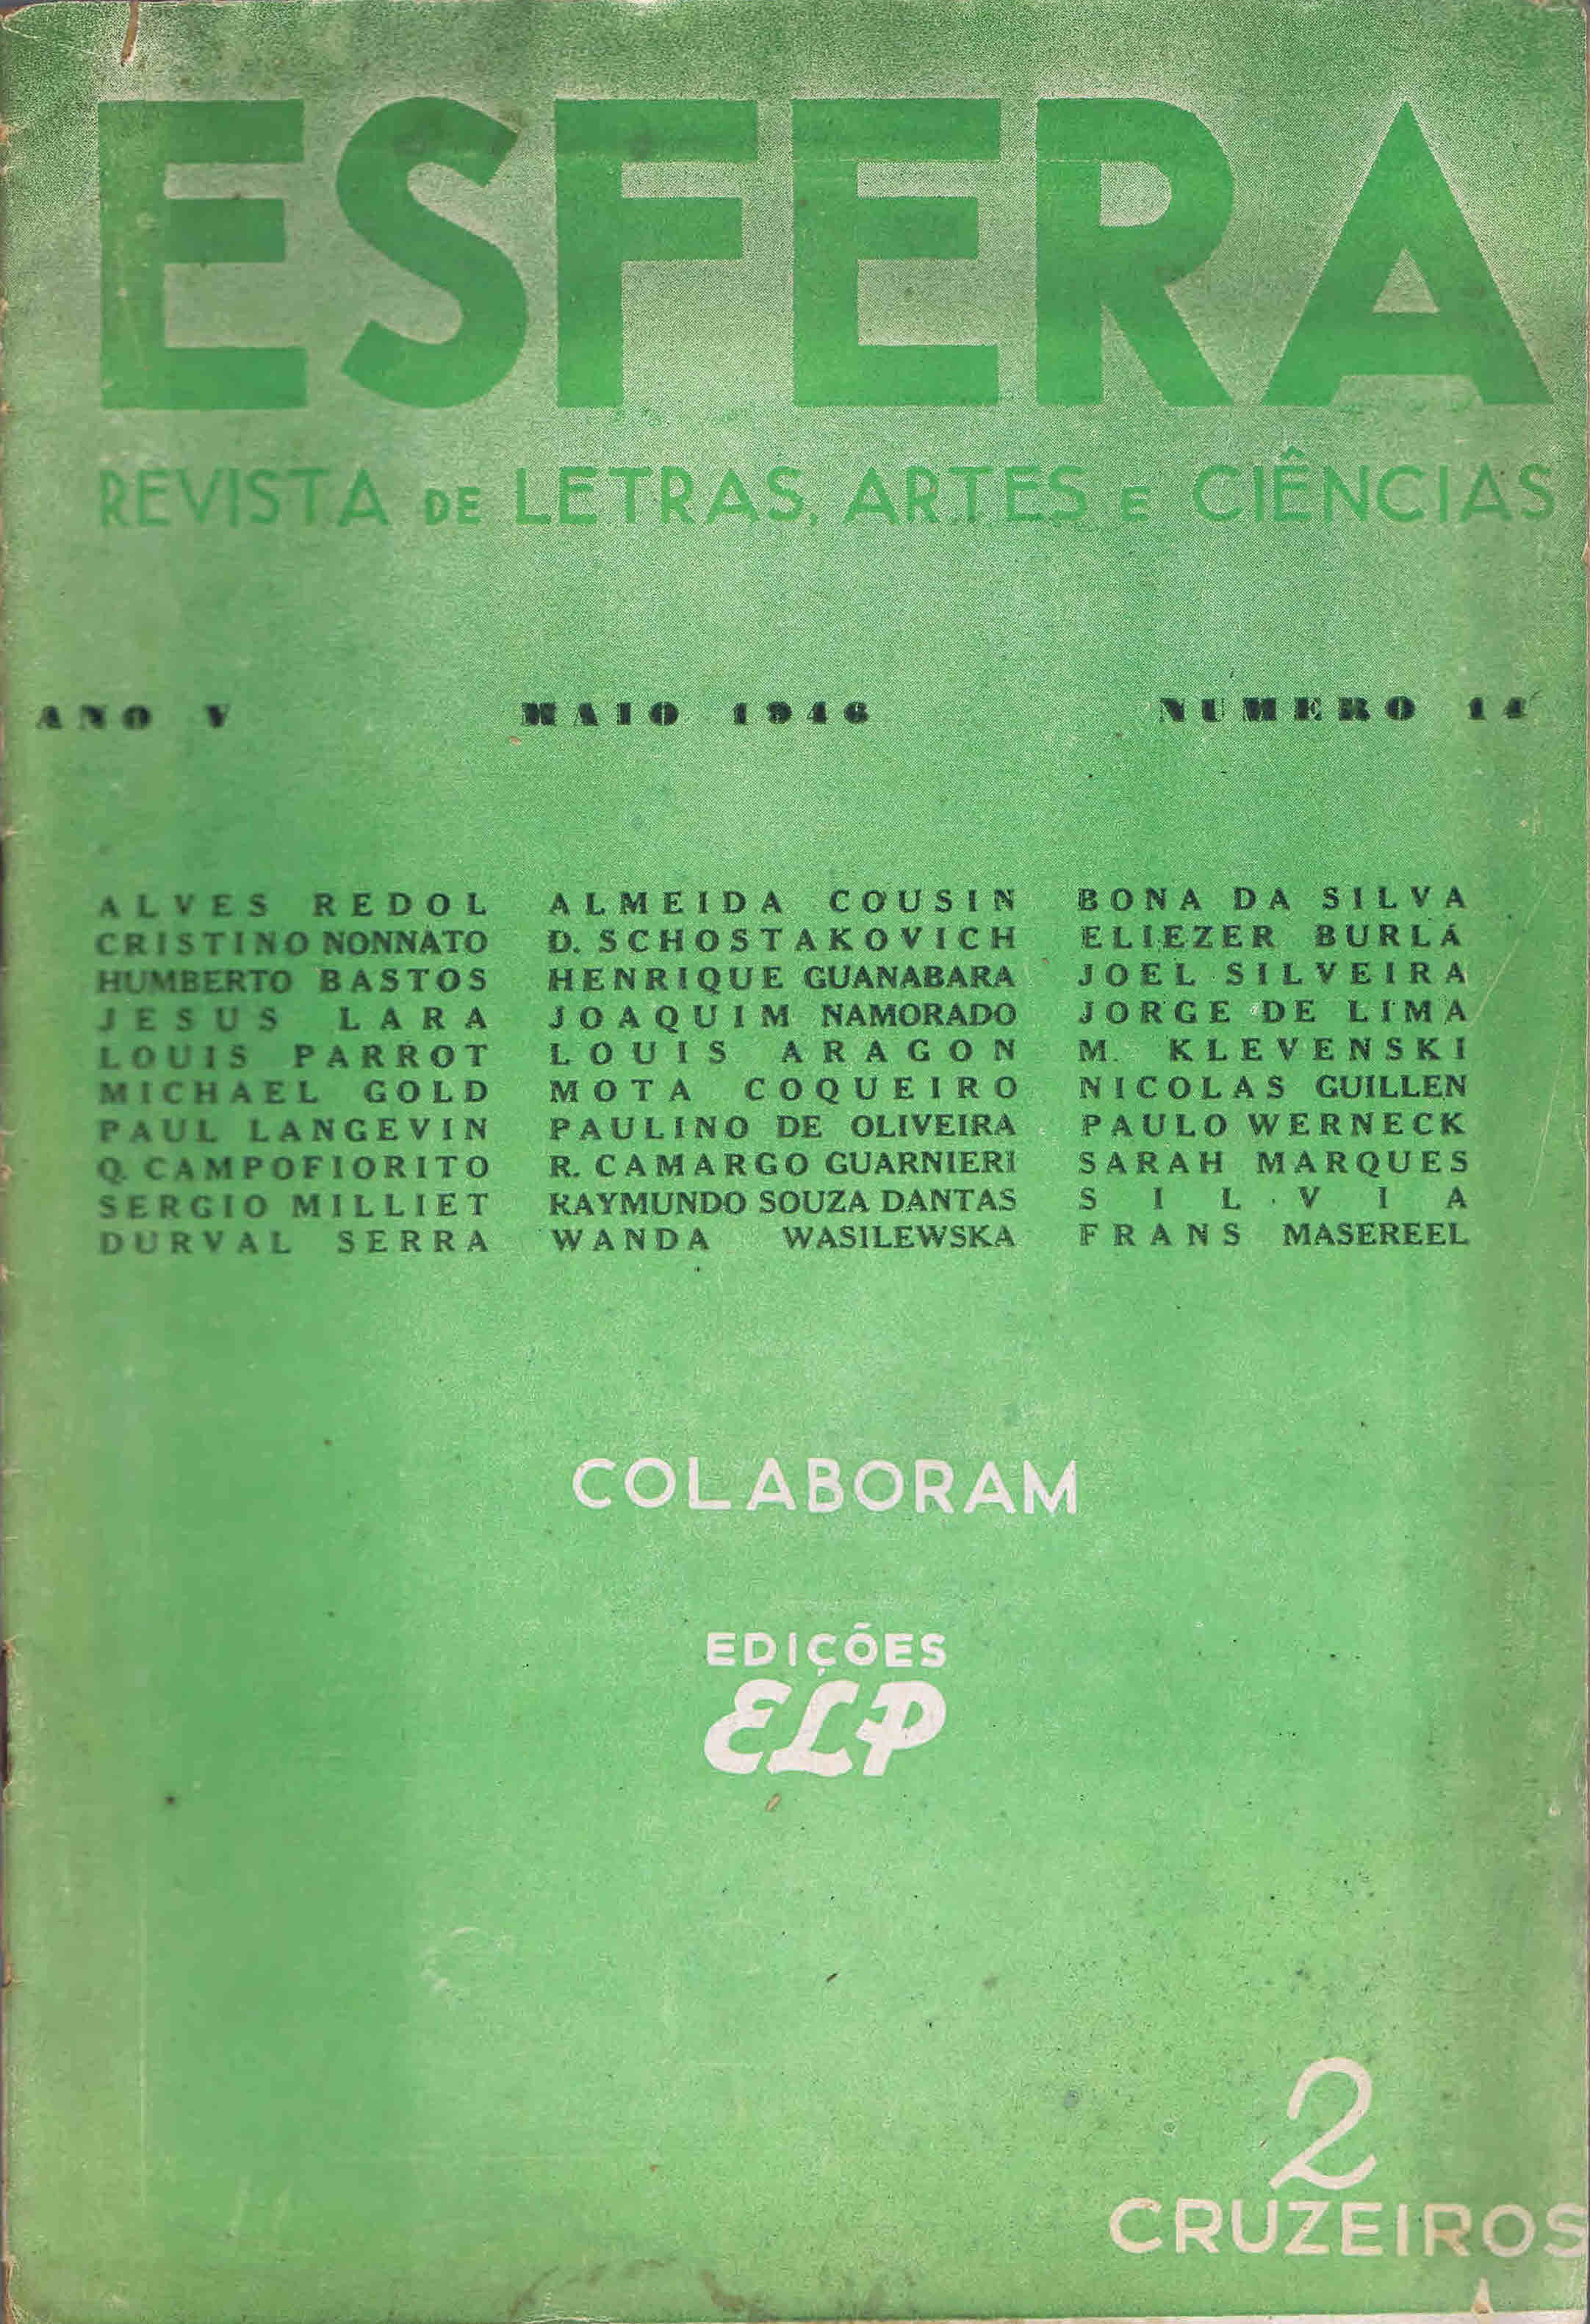 ESFERA
REVISTA DE LETRAS, ARTES E CIÊNCIAS
ANO V MAIO 1946 NUMERO 14
ALVES REDOL
CRISTINO NONNATO
HUMBERTO BASTOS
JESUS LARA
LOUIS PARROT
MICHAEL GOLD
PAUL LANGEVIN
Q. CAMPOFIORITO
SERGIO MILLIET
DURVAL SERRA
ALMEIDA COUSIN
D. SCHOSTAKOVICH
HENRIQUE GUANABARA
JOAQUIM NAMORADO
LOUIS ARAGON
MOTA COQUEIRO
PAULINO DE OLIVEIRA
R. CAMARGO GUARNIERI
RAYMUNDO SOUZA DANTAS
WANDA WASILEWSKA
BONA DA SILVA
ELIEZER BURLÁ
JOEL SILVEIRA
JORGE DE LIMA
M. KLEVENSKI
NICOLAS GUILLEN
PAULO WERNECK
SARAH MARQUES
SILVIA
FRANS MASEREEL
COLABORAM
EDIÇÕES
ELP
2
CRUZEIROS